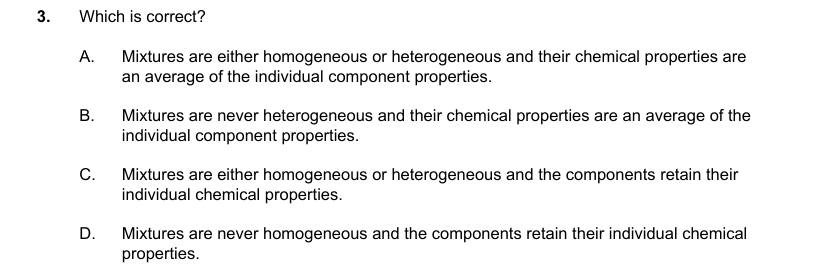 3. Which is correct?
A. Mixtures are either homogeneous or heterogeneous and their chemical properties are
an average of the individual component properties.
B. Mixtures are never heterogeneous and their chemical properties are an average of the
individual component properties.
C. Mixtures are either homogeneous or heterogeneous and the components retain their
individual chemical properties.
D. Mixtures are never homogeneous and the components retain their individual chemical
properties.